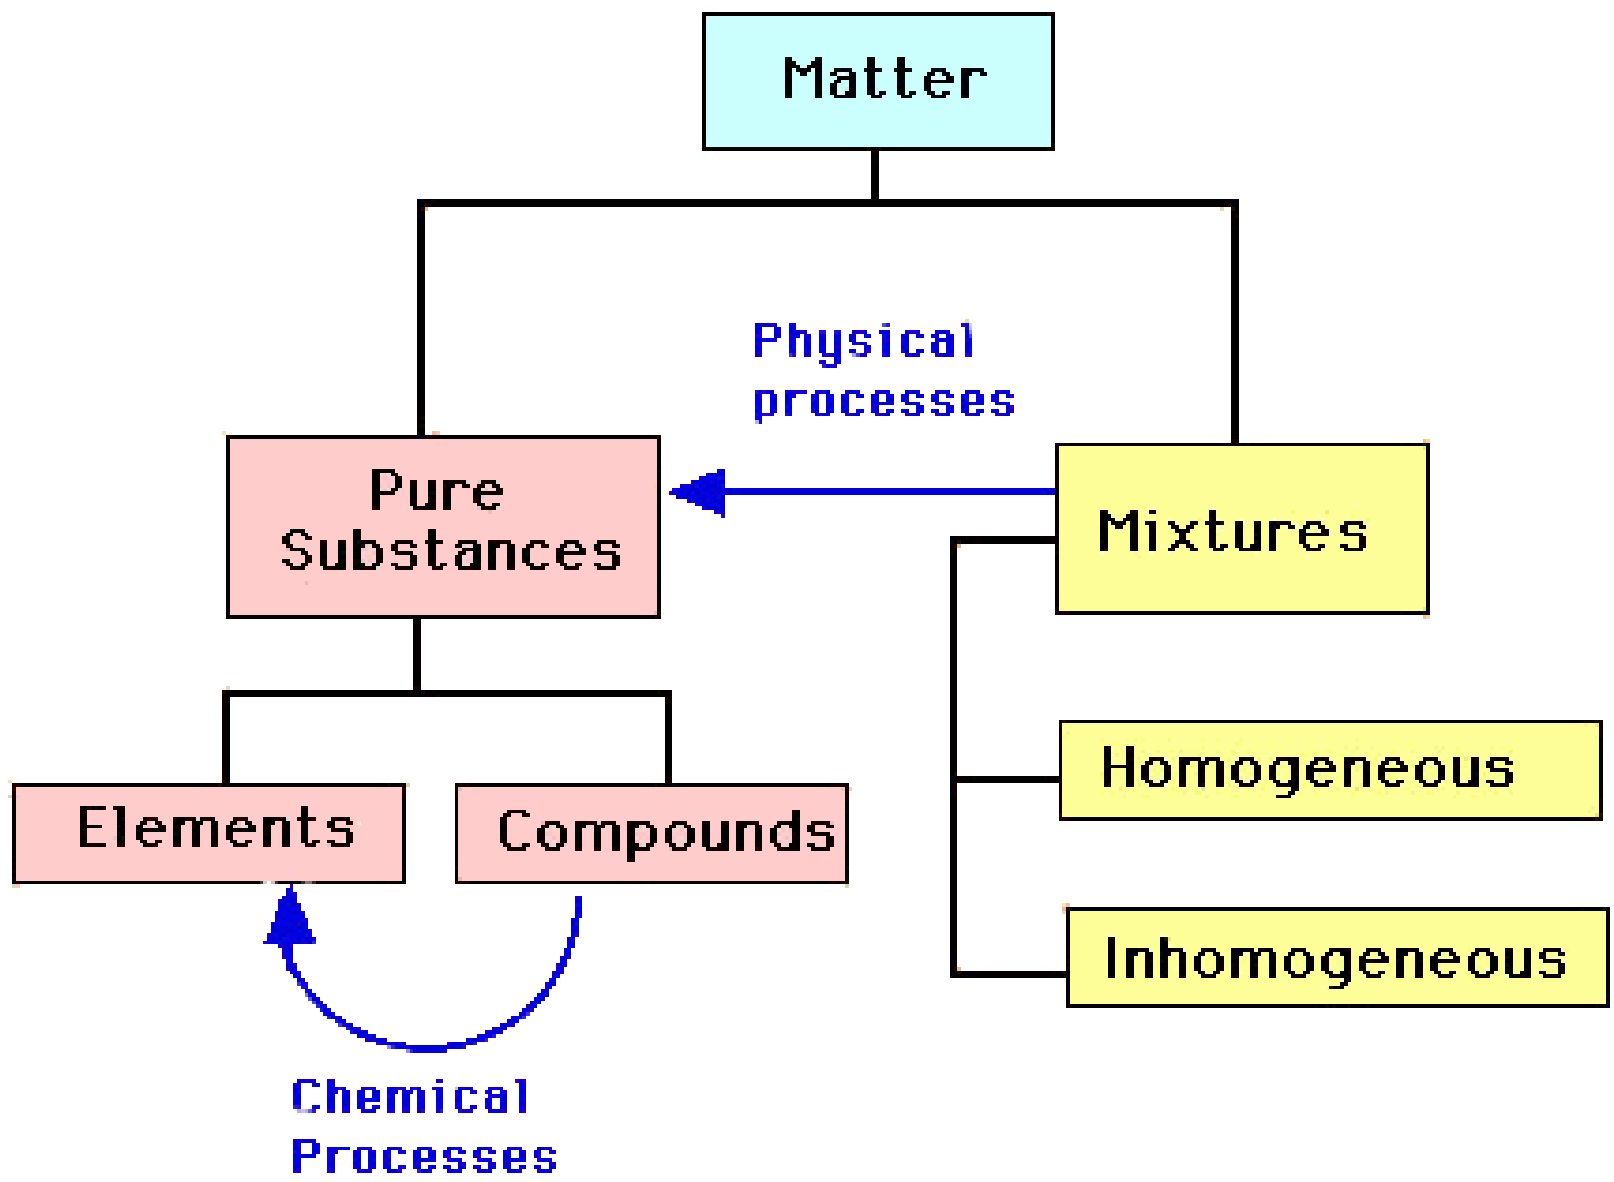 Matter
Physical
processes
Pure
Substances
Mixtures
Elements
Compounds
Homogeneous
Inhomogeneous
Chemical
Processes